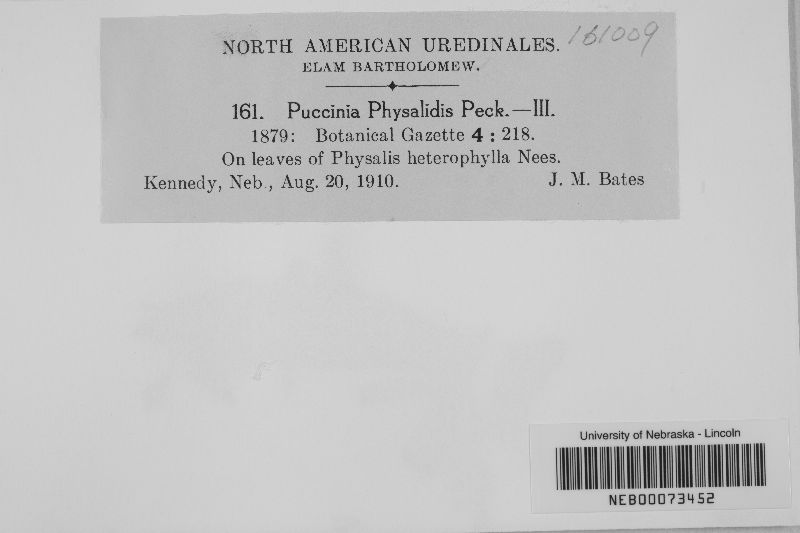 161009
NORTH AMERICAN UREDINALES.
ELAM BARTHOLOMEW.
161. Puccinia Physalidis Peck.—III.
1879: Botanical Gazette 4 : 218.
On leaves of Physalis heterophylla Nees.
Kennedy, Neb., Aug. 20, 1910. J. M. Bates
University of Nebraska - Lincoln
NEB00073452